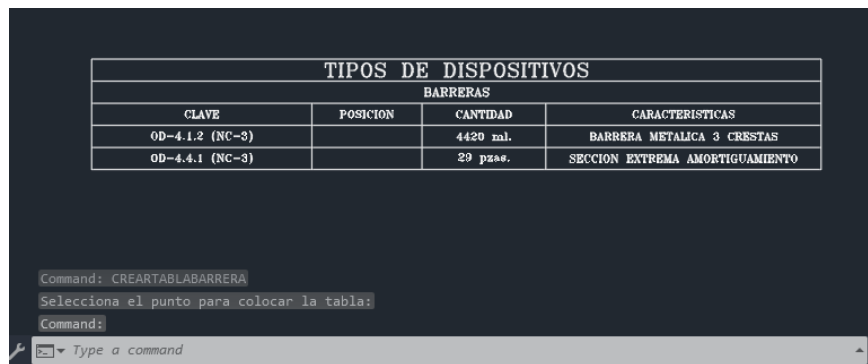 TIPOS DE DISPOSITIVOS
BARRERAS
CLAVE POSICION CANTIDAD CARACTERISTICAS
OD-4.1.2 (NC-3) 4420 ml. BARRERA METALICA 3 CRESTAS
OD-4.4.1 (NC-3) 29 pzas. SECCION EXTREMA AMORTIGUAMIENTO
Command: CREARTABLABARRERA
Selecciona el punto para colocar la tabla:
Command:
Type a command